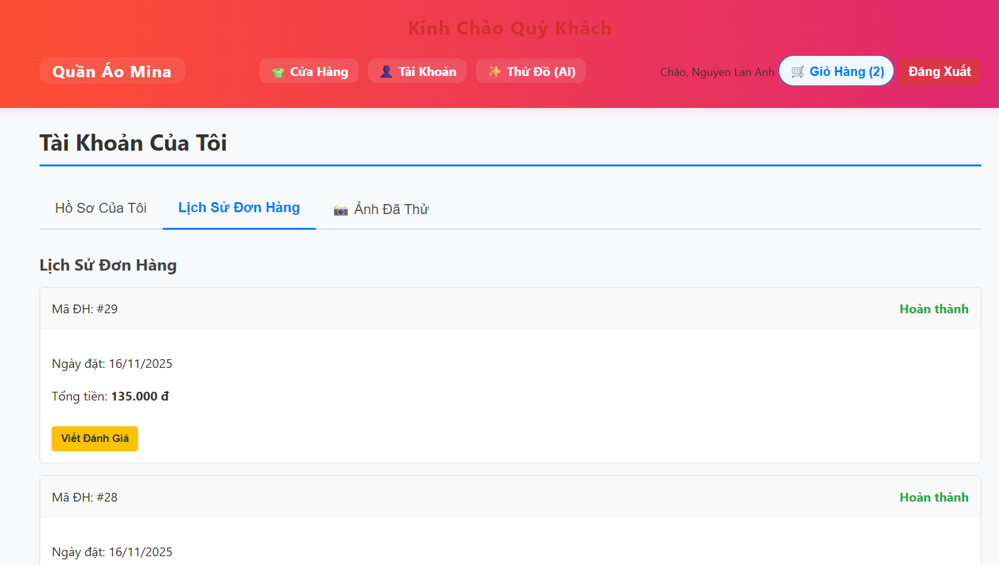 Kính Chào Quý Khách
Quần Áo Mina
Cửa Hàng
Tài Khoản
Thử Đồ (AI)
Chào, Nguyen Lan Anh
Giỏ Hàng (2)
Đăng Xuất
Tài Khoản Của Tôi
Hồ Sơ Của Tôi
Lịch Sử Đơn Hàng
Ảnh Đã Thử
Lịch Sử Đơn Hàng
Mã ĐH: #29
Hoàn thành
Ngày đặt: 16/11/2025
Tổng tiền: 135.000 đ
Viết Đánh Giá
Mã ĐH: #28
Hoàn thành
Ngày đặt: 16/11/2025